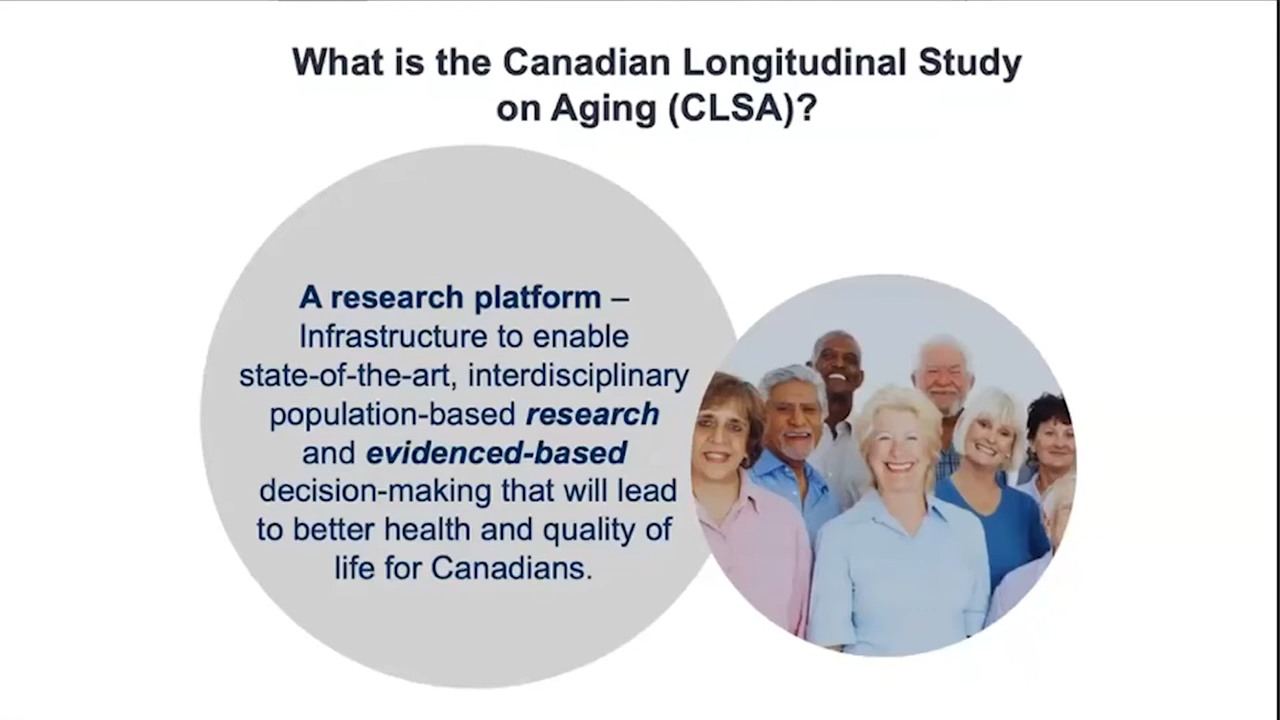 What is the Canadian Longitudinal Study
on Aging (CLSA)?
A research platform –
Infrastructure to enable
state-of-the-art, interdisciplinary
population-based research
and evidenced-based
decision-making that will lead
to better health and quality of
life for Canadians.